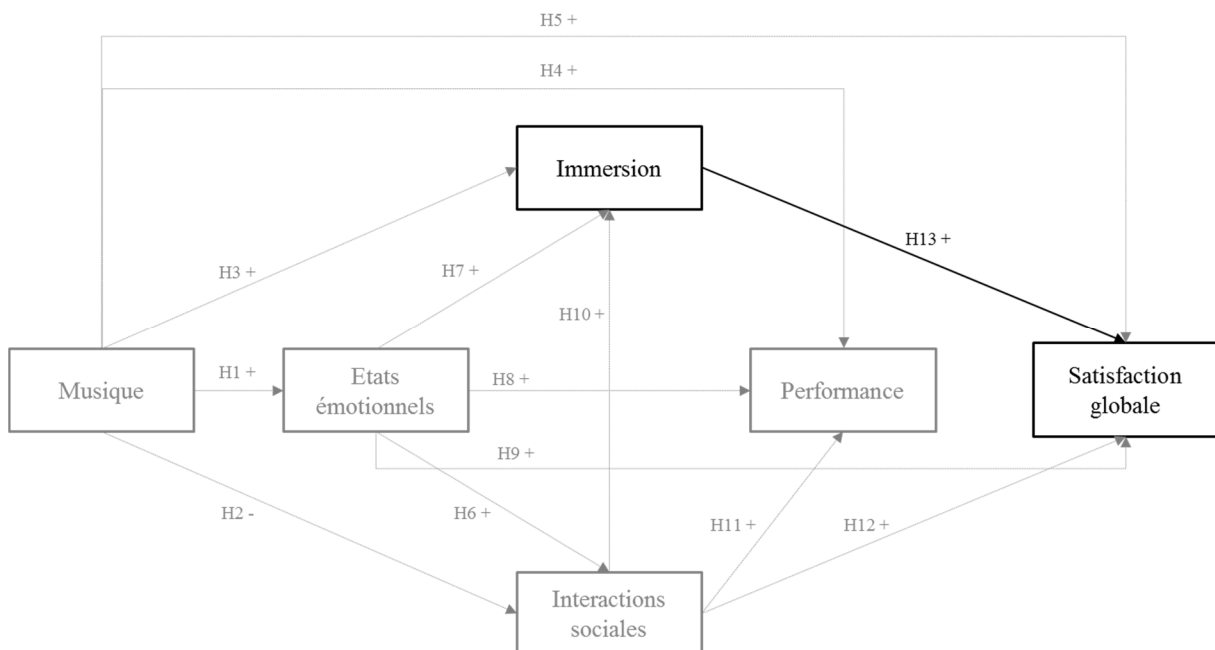 H5 +
H4 +
Immersion
H13 +
H3 +
H7 +
H10 +
Musique
H1 +
Etats
émotionnels
H8 +
Performance
Satisfaction
globale
H9 +
H2 -
H6 +
H11 +
H12 +
Interactions
sociales